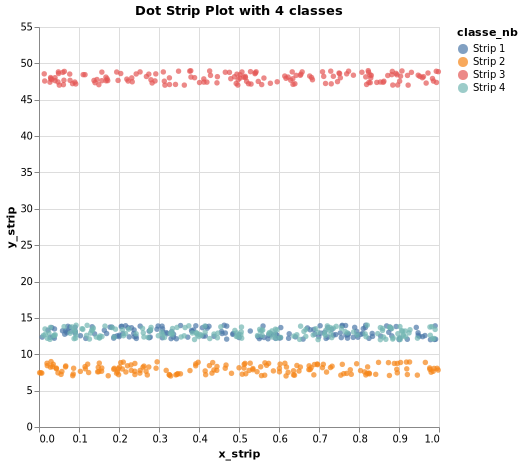 Dot Strip Plot with 4 classes
classe_nb
Strip 1
Strip 2
Strip 3
Strip 4
55
50
45
40
35
30
25
20
15
10
5
0
y_strip
0.0 0.1 0.2 0.3 0.4 0.5 0.6 0.7 0.8 0.9 1.0
x_strip